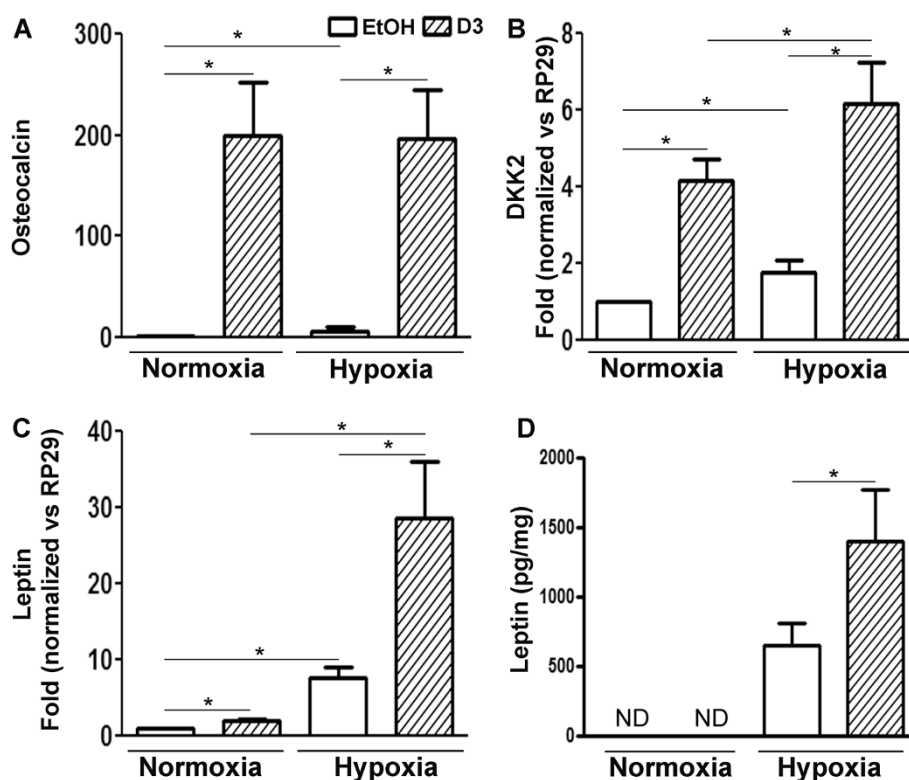 A
EtOH D3
*
*
*
Osteocalcin
300
200
100
0
Normoxia Hypoxia
B
*
*
*
*
DKK2
Fold (normalized vs RP29)
8
6
4
2
0
Normoxia Hypoxia
C
*
*
*
*
Leptin
Fold (normalized vs RP29)
40
30
20
10
0
Normoxia Hypoxia
D
*
Leptin (pg/mg)
2000
1500
1000
500
0
ND ND
Normoxia Hypoxia